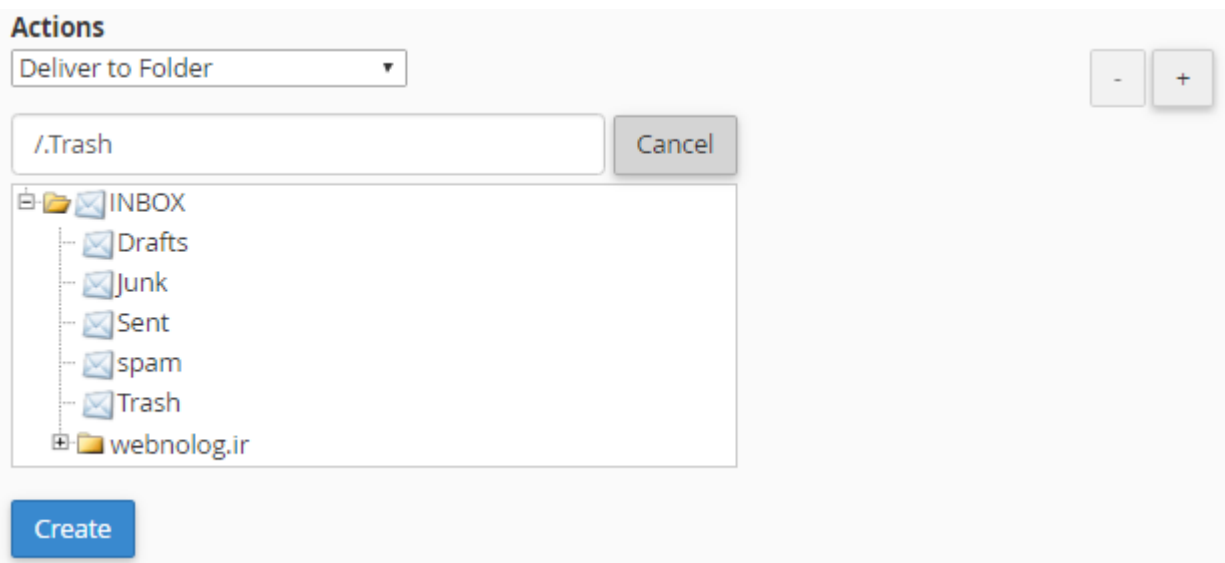 Actions
Deliver to Folder
- +
/.Trash Cancel
INBOX
Drafts
Junk
Sent
spam
Trash
webnolog.ir
Create